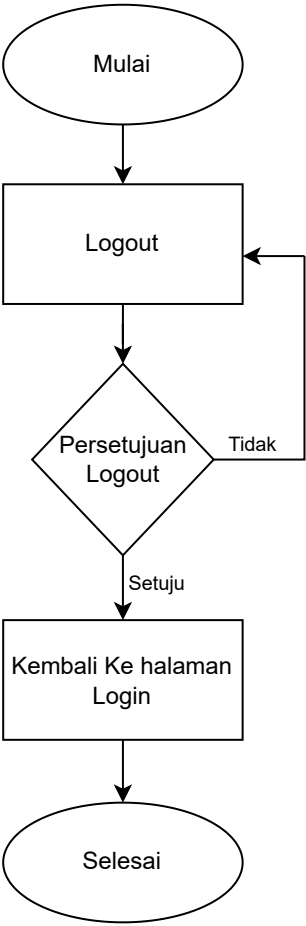 Mulai
Logout
Persetujuan
Logout
Tidak
Setuju
Kembali Ke halaman
Login
Selesai